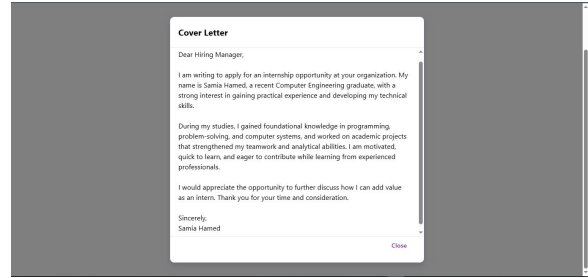 Cover Letter
Dear Hiring Manager,
I am writing to apply for an internship opportunity at your organization. My
name is Samia Hamed, a recent Computer Engineering graduate, with a
strong interest in gaining practical experience and developing my technical
skills.
During my studies, I gained foundational knowledge in programming,
problem-solving, and computer systems, and worked on academic projects
that strengthened my teamwork and analytical abilities. I am motivated,
quick to learn, and eager to contribute while learning from experienced
professionals.
I would appreciate the opportunity to further discuss how I can add value
as an intern. Thank you for your time and consideration.
Sincerely,
Samia Hamed
Close